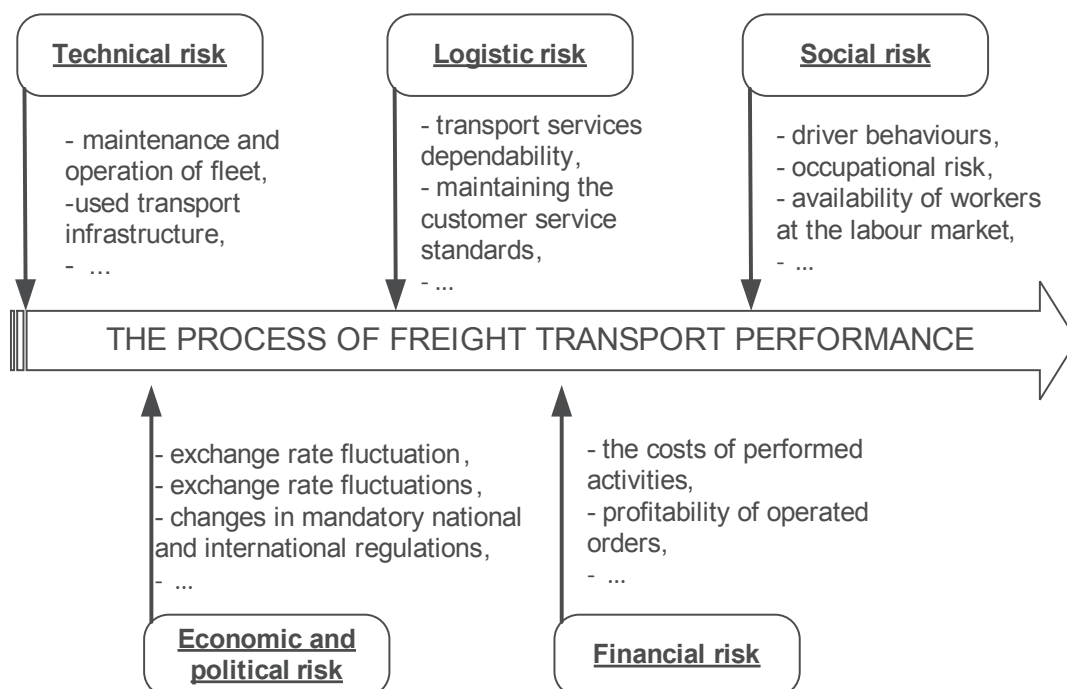 Technical risk
- maintenance and
operation of fleet,
-used transport
infrastructure,
- ...
Logistic risk
- transport services
dependability,
- maintaining the
customer service
standards,
- ...
Social risk
- driver behaviours,
- occupational risk,
- availability of workers
at the labour market,
- ...
THE PROCESS OF FREIGHT TRANSPORT PERFORMANCE
- exchange rate fluctuation,
- exchange rate fluctuations,
- changes in mandatory national
and international regulations,
- ...
Economic and
political risk
- the costs of performed
activities,
- profitability of operated
orders,
- ...
Financial risk